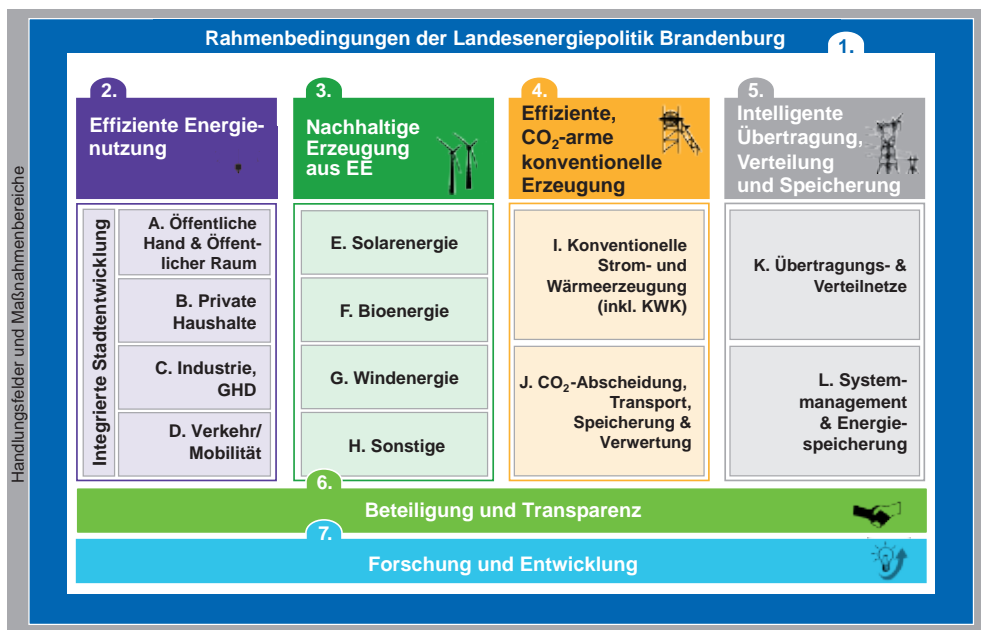 Handlungsfelder und Maßnahmenbereiche
Rahmenbedingungen der Landesenergiepolitik Brandenburg
1.
2.
Effiziente Energie-
nutzung
Integrierte Stadtentwicklung
A. Öffentliche
Hand & Öffent-
licher Raum
B. Private
Haushalte
C. Industrie,
GHD
D. Verkehr/
Mobilität
3.
Nachhaltige
Erzeugung
aus EE
E. Solarenergie
F. Bioenergie
G. Windenergie
H. Sonstige
4.
Effiziente,
CO₂-arme
konventionelle
Erzeugung
I. Konventionelle
Strom- und
Wärmeerzeugung
(inkl. KWK)
J. CO₂-Abscheidung,
Transport,
Speicherung &
Verwertung
5.
Intelligente
Übertragung,
Verteilung
und Speicherung
K. Übertragungs- &
Verteilnetze
L. System-
management
& Energie-
speicherung
6.
Beteiligung und Transparenz
7.
Forschung und Entwicklung